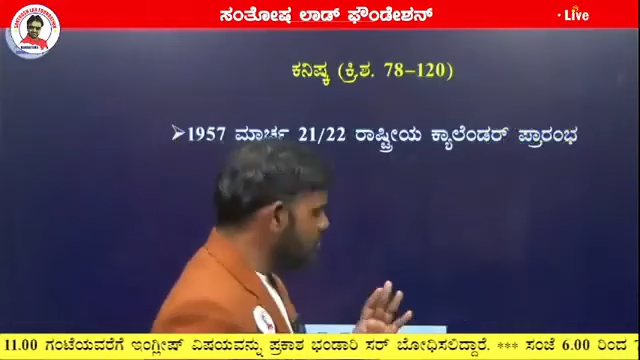 ಸಂತೋಷ ಲಾಡ್ ಫೌಂಡೇಶನ್
Live
ಕನಿಷ್ಕ (ಕ್ರಿ.ಶ. 78–120)
➤1957 ಮಾರ್ಚ 21/22 ರಾಷ್ಟ್ರೀಯ ಕ್ಯಾಲೆಂಡರ್ ಪ್ರಾರಂಭ
11.00 ಗಂಟೆಯವರೆಗೆ ಇಂಗ್ಲೀಷ್ ವಿಷಯವನ್ನು ಪ್ರಕಾಶ ಭಂಡಾರಿ ಸರ್ ಬೋಧಿಸಲಿದ್ದಾರೆ. *** ಸಂಜೆ 6.00 ರಿಂದ